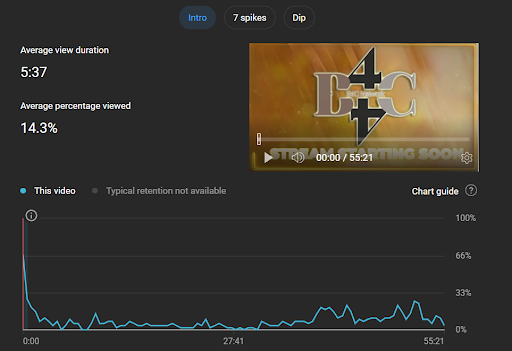 Intro 7 spikes Dip
Average view duration
5:37
Average percentage viewed
14.3%
STREAM STARTING SOON
00:00 / 55:21
This video Typical retention not available Chart guide ?
100%
66%
33%
0%
0:00 27:41 55:21